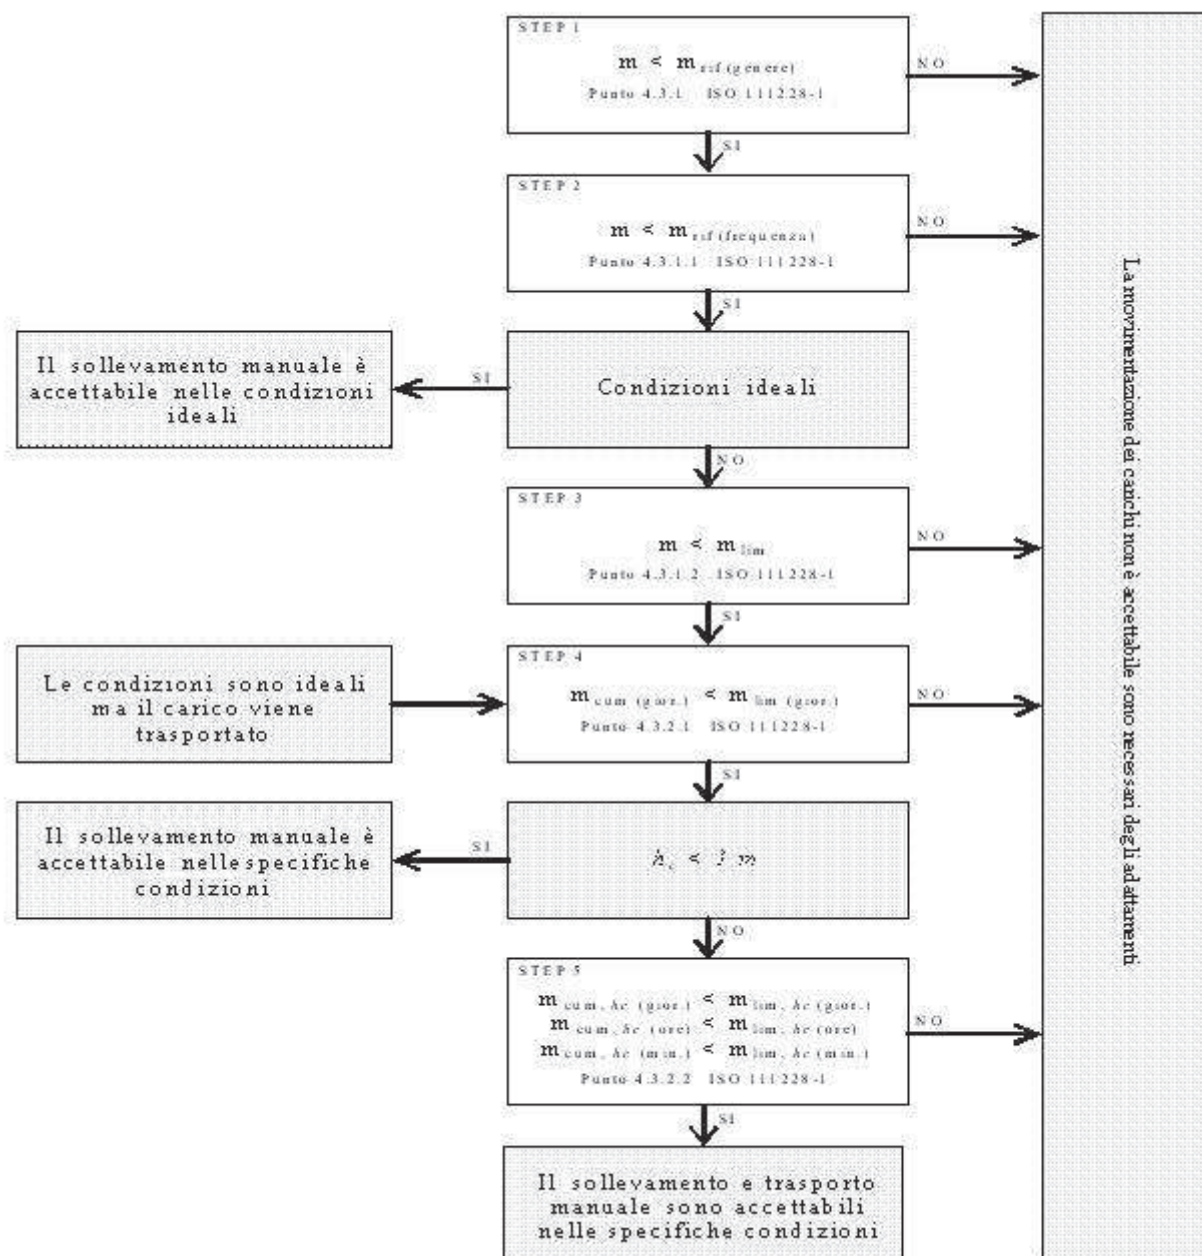 STEP 1
m < m rif (genere)
Punto 4.3.1 ISO 111228-1
NO
SI
STEP 2
m < m rif (frequenza)
Punto 4.3.1.1 ISO 111228-1
NO
SI
Il sollevamento manuale è
accettabile nelle condizioni
ideali
SI
Condizioni ideali
NO
STEP 3
m < m lim
Punto 4.3.1.2 ISO 111228-1
NO
SI
Le condizioni sono ideali
ma il carico viene
trasportato
STEP 4
m cum (gior.) < m lim (gior.)
Punto 4.3.2.1 ISO 111228-1
NO
SI
Il sollevamento manuale è
accettabile nelle specifiche
condizioni
SI
h c < m
NO
STEP 5
m cum, hc (gior.) < m lim, hc (gior.)
m cum, hc (ore) < m lim, hc (ore)
m cum, hc (min.) < m lim, hc (min.)
Punto 4.3.2.2 ISO 111228-1
NO
SI
Il sollevamento e trasporto
manuale sono accettabili
nelle specifiche condizioni
La movimentazione dei carichi non è accettabile sono necessari degli adattamenti